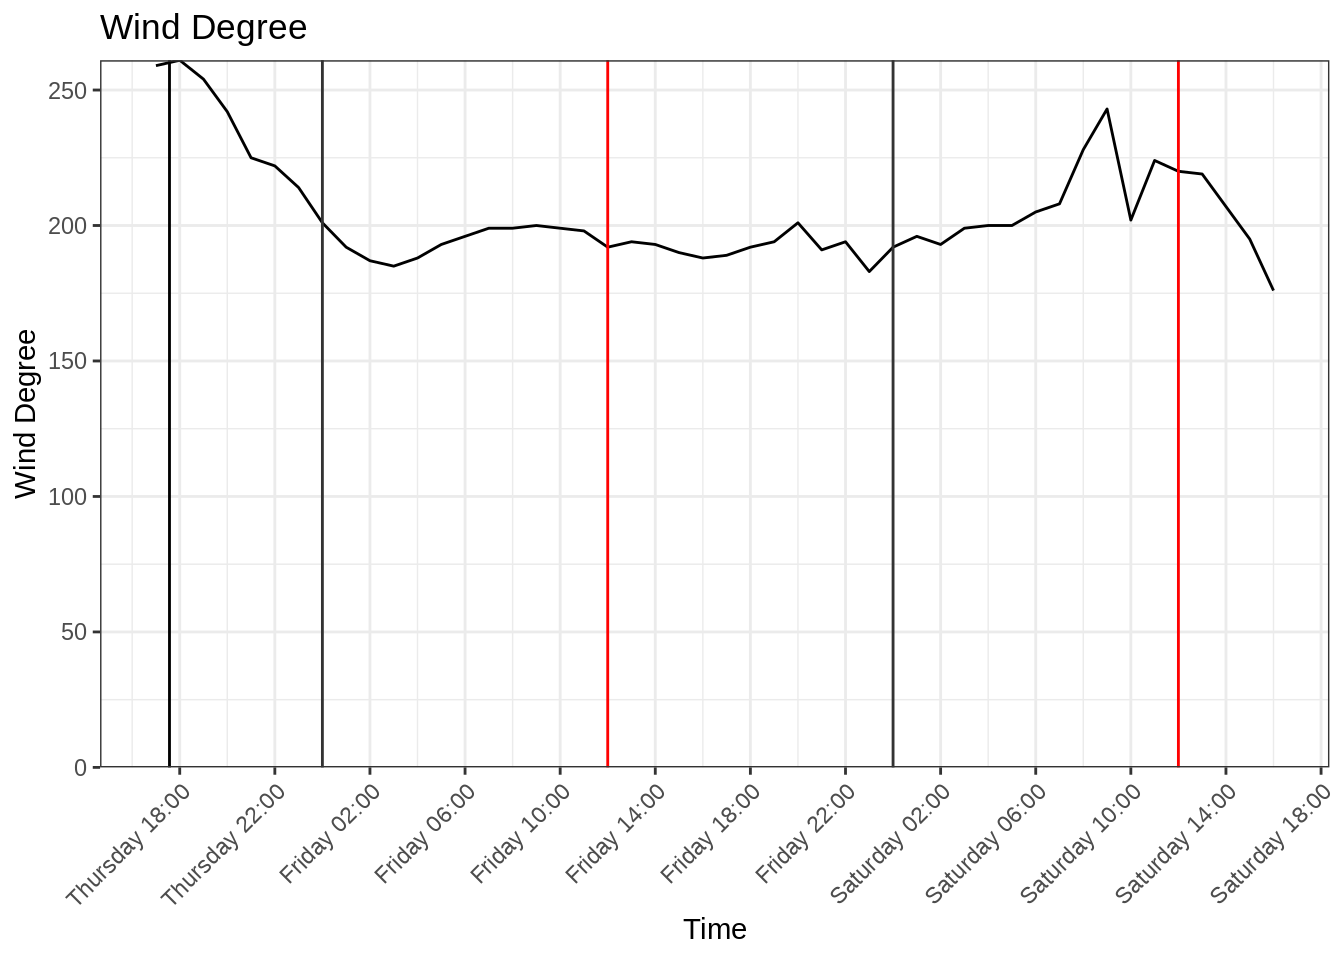 Wind Degree
Wind Degree
250
200
150
100
50
0
Thursday 18:00
Thursday 22:00
Friday 02:00
Friday 06:00
Friday 10:00
Friday 14:00
Friday 18:00
Friday 22:00
Saturday 02:00
Saturday 06:00
Saturday 10:00
Saturday 14:00
Saturday 18:00
Time